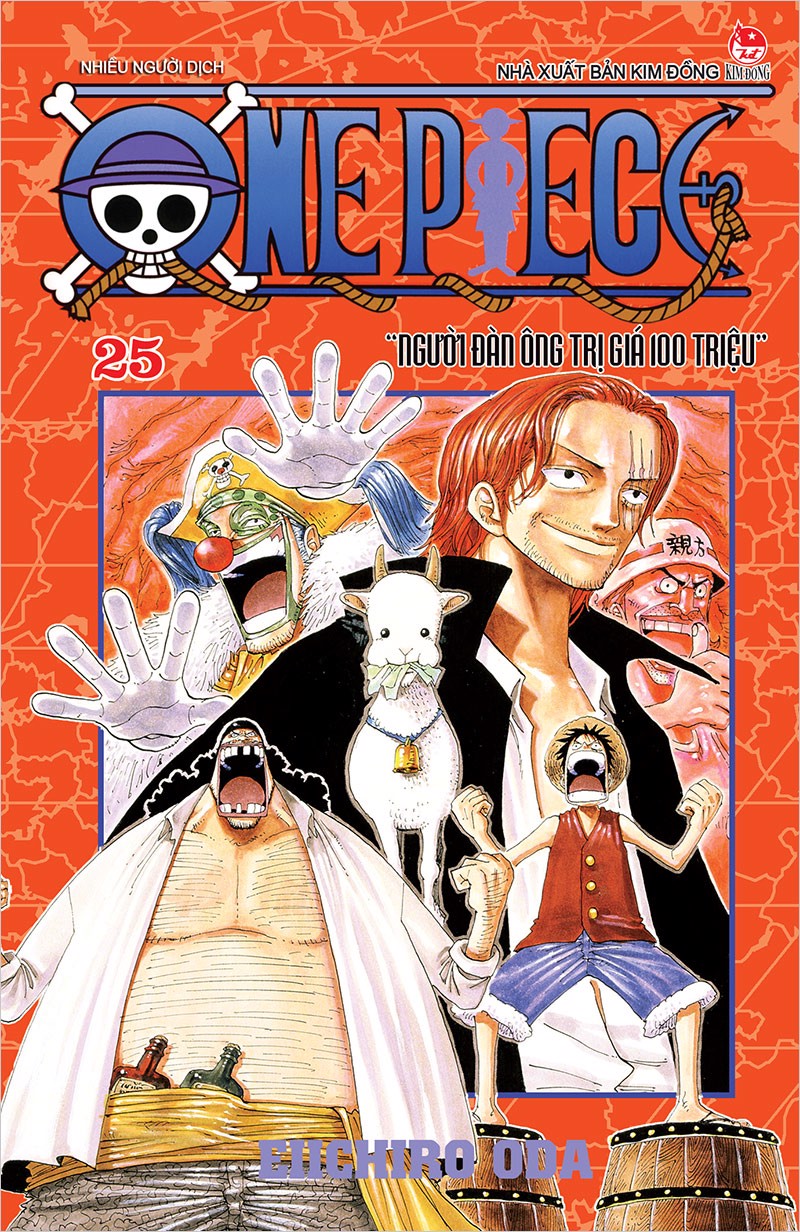 NHIỀU NGƯỜI DỊCH
NHÀ XUẤT BẢN KIM ĐỒNG
KIM ĐỒNG
ONE PIECE
25
“NGƯỜI ĐÀN ÔNG TRỊ GIÁ 100 TRIỆU”
親方
EIICHIRO ODA